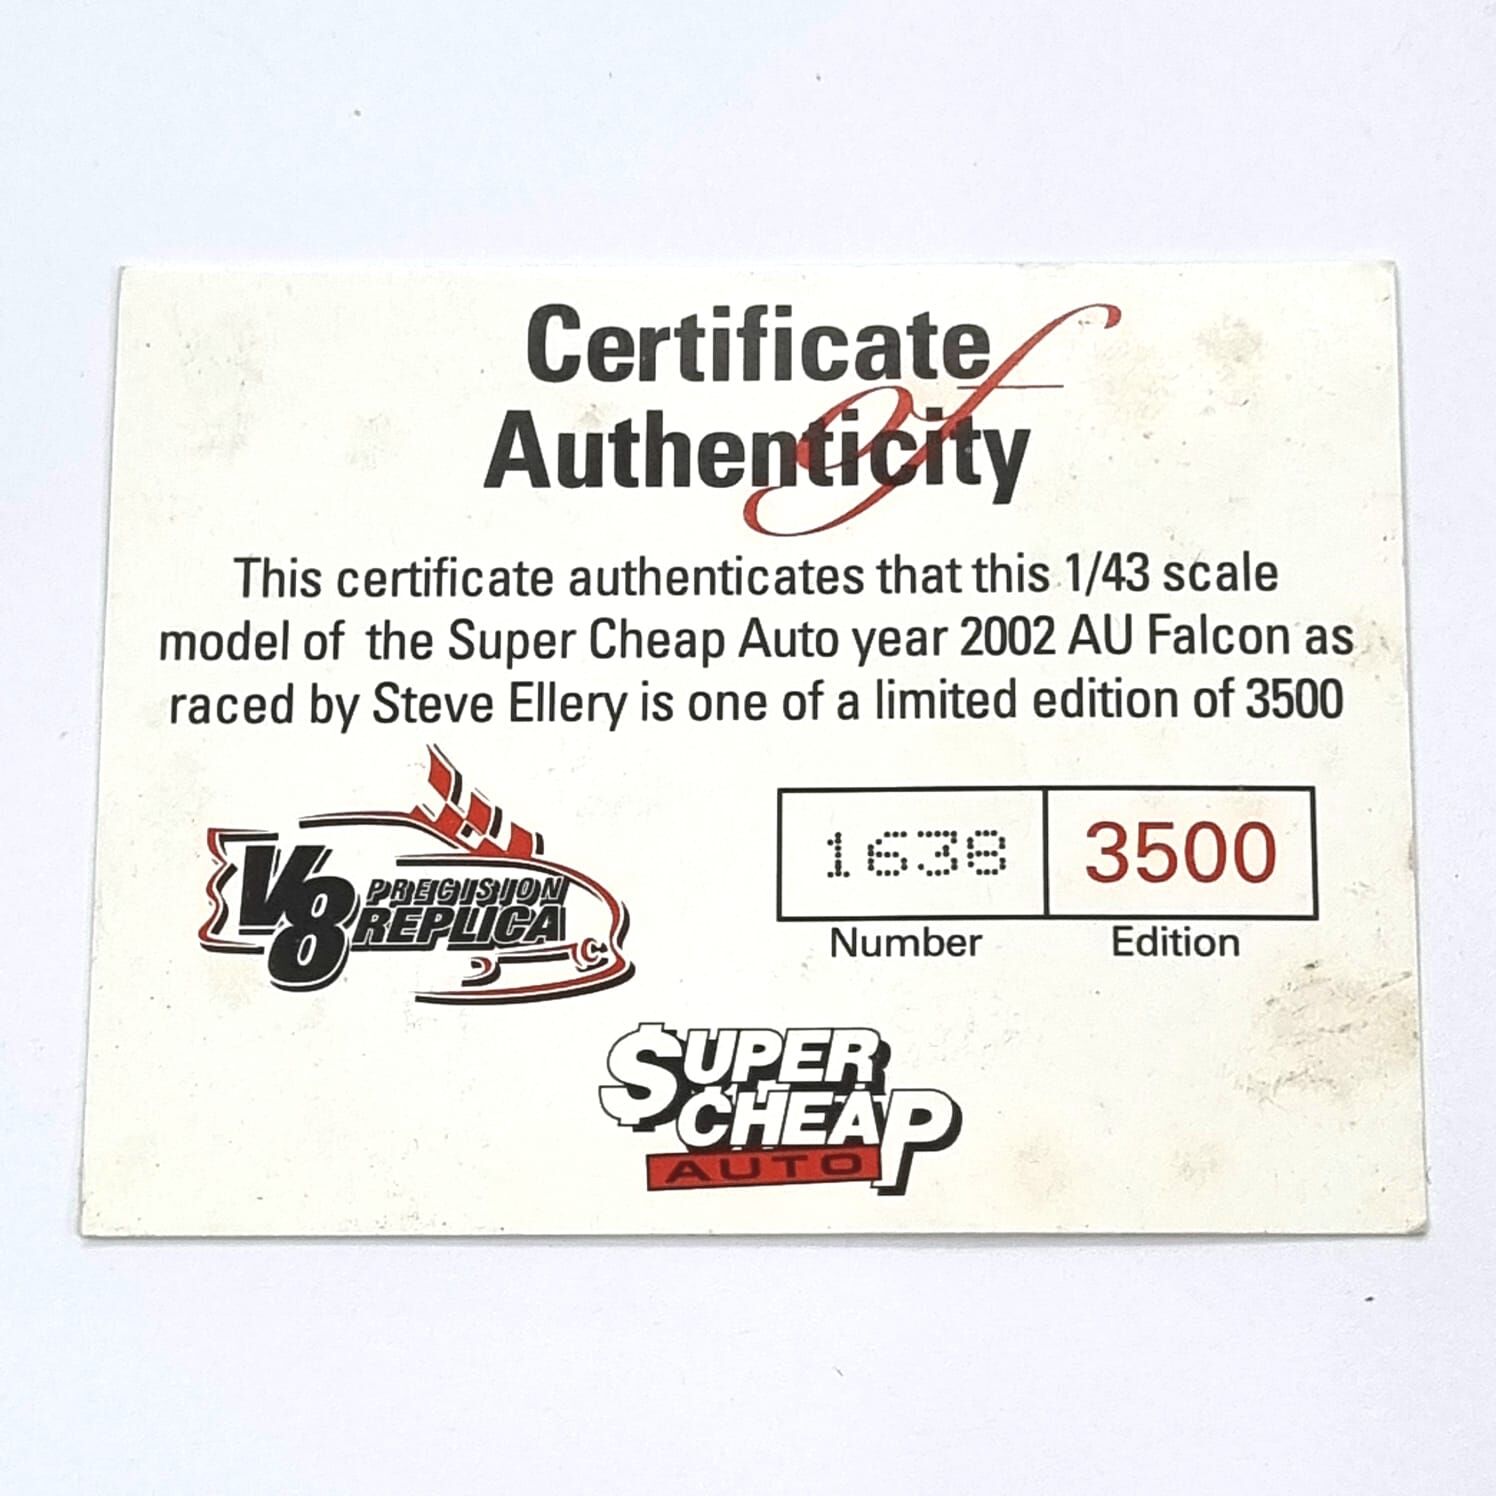 Certificate
of
Authenticity
This certificate authenticates that this 1/43 scale
model of the Super Cheap Auto year 2002 AU Falcon as
raced by Steve Ellery is one of a limited edition of 3500
V8 PRECISION
REPLICA
1638 3500
Number Edition
SUPER
CHEAP
AUTO